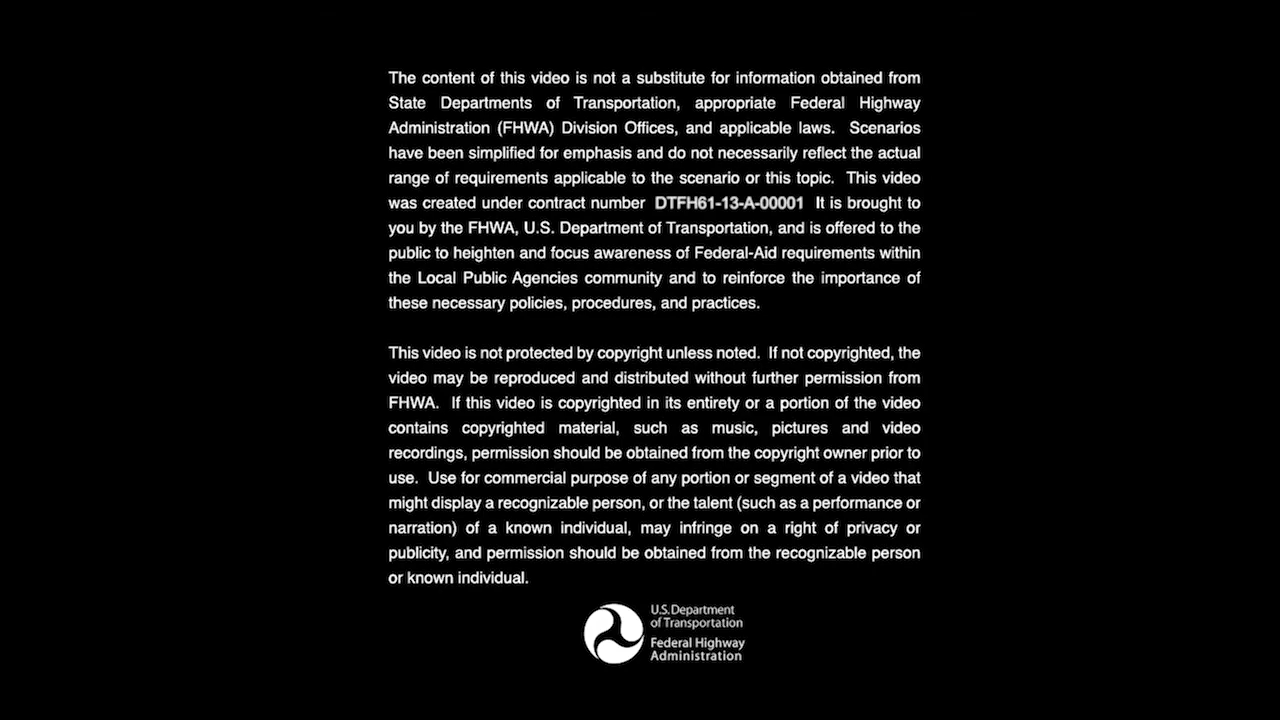 The content of this video is not a substitute for information obtained from
State Departments of Transportation, appropriate Federal Highway
Administration (FHWA) Division Offices, and applicable laws. Scenarios
have been simplified for emphasis and do not necessarily reflect the actual
range of requirements applicable to the scenario or this topic. This video
was created under contract number DTFH61-13-A-00001 It is brought to
you by the FHWA, U.S. Department of Transportation, and is offered to the
public to heighten and focus awareness of Federal-Aid requirements within
the Local Public Agencies community and to reinforce the importance of
these necessary policies, procedures, and practices.
This video is not protected by copyright unless noted. If not copyrighted, the
video may be reproduced and distributed without further permission from
FHWA. If this video is copyrighted in its entirety or a portion of the video
contains copyrighted material, such as music, pictures and video
recordings, permission should be obtained from the copyright owner prior to
use. Use for commercial purpose of any portion or segment of a video that
might display a recognizable person, or the talent (such as a performance or
narration) of a known individual, may infringe on a right of privacy or
publicity, and permission should be obtained from the recognizable person
or known individual.
U.S. Department
of Transportation
Federal Highway
Administration